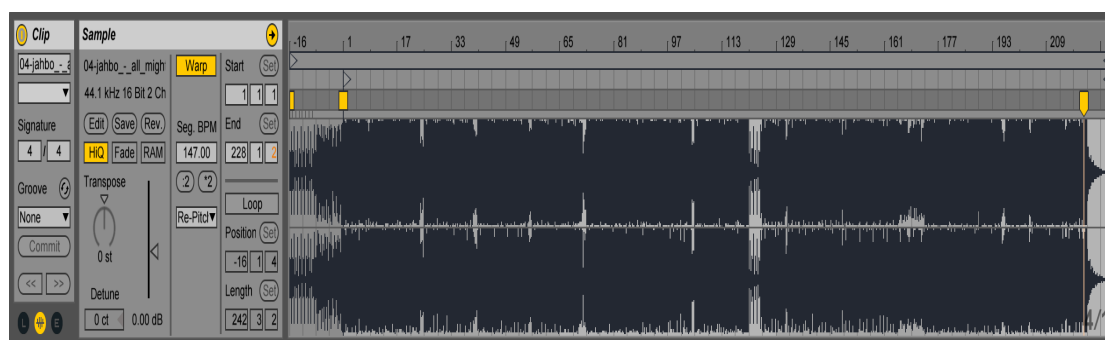 Clip
04-jahbo_-_a
Signature
4 / 4
Groove
None
Commit
<< >>
L E
Sample
04-jahbo_-_all_migh
44.1 kHz 16 Bit 2 Ch
Edit Save Rev.
HiQ Fade RAM
Transpose
0 st
Detune
0 ct 0.00 dB
Warp
Seg. BPM
147.00
:2 *2
Re-Pitch
Start Set
1 1 1
End Set
228 1 2
Loop
Position Set
-16 1 4
Length Set
242 3 2
-16 1 17 33 49 65 81 97 113 129 145 161 177 193 209
4/1